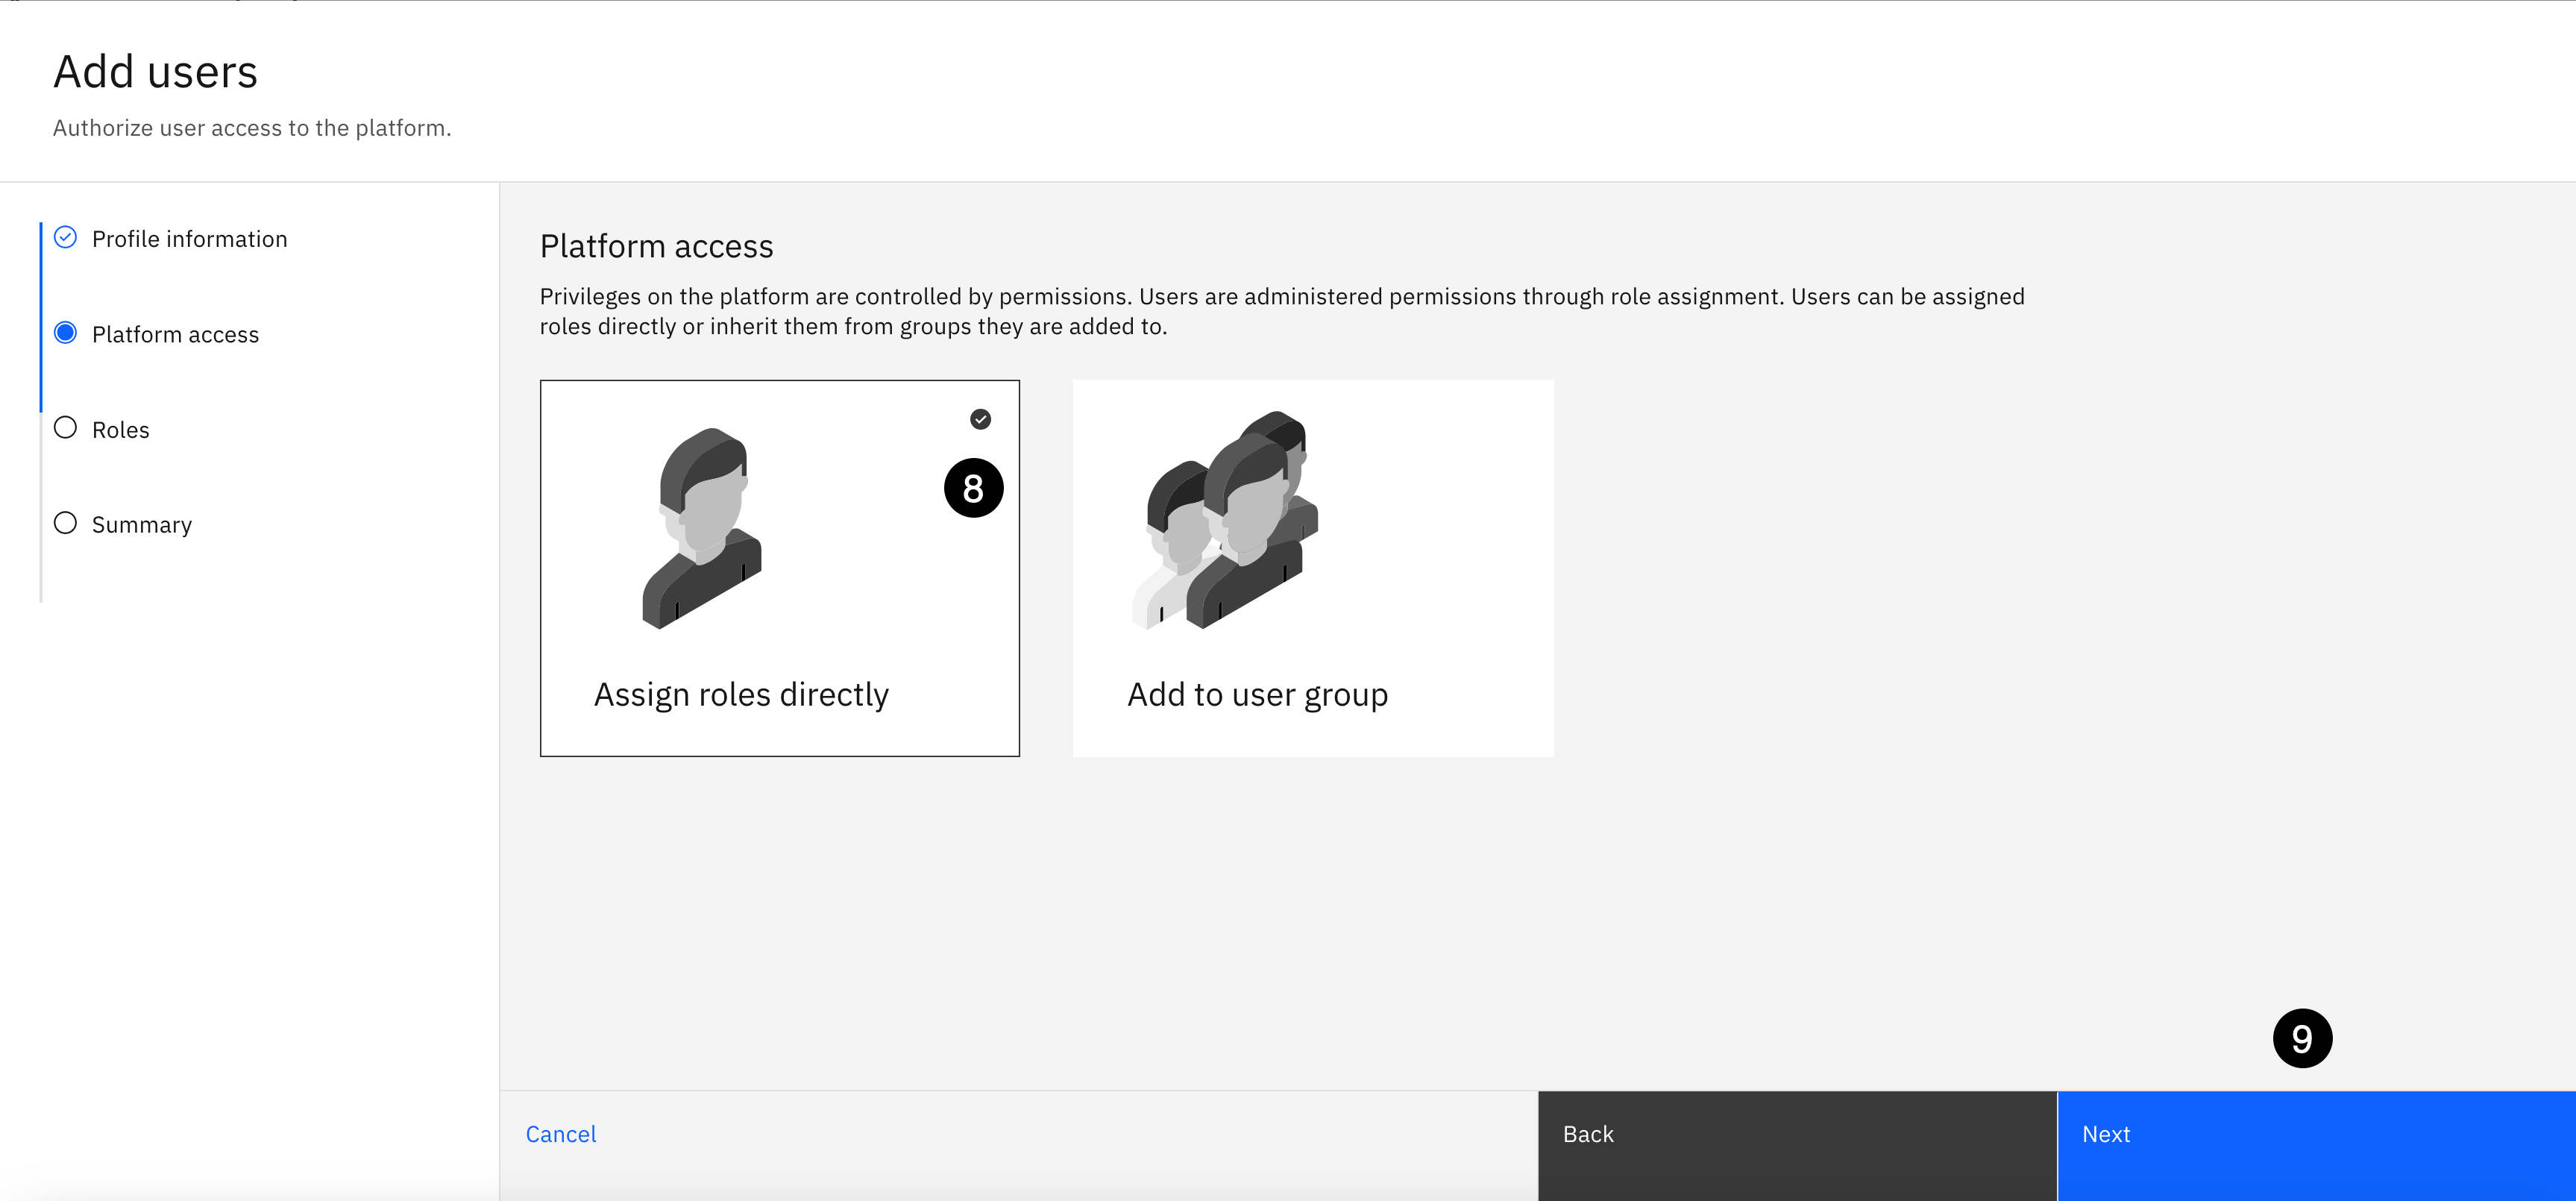 Add users
Authorize user access to the platform.
Profile information
Platform access
Roles
Summary
Platform access
Privileges on the platform are controlled by permissions. Users are administered permissions through role assignment. Users can be assigned
roles directly or inherit them from groups they are added to.
8
Assign roles directly
Add to user group
9
Cancel
Back
Next